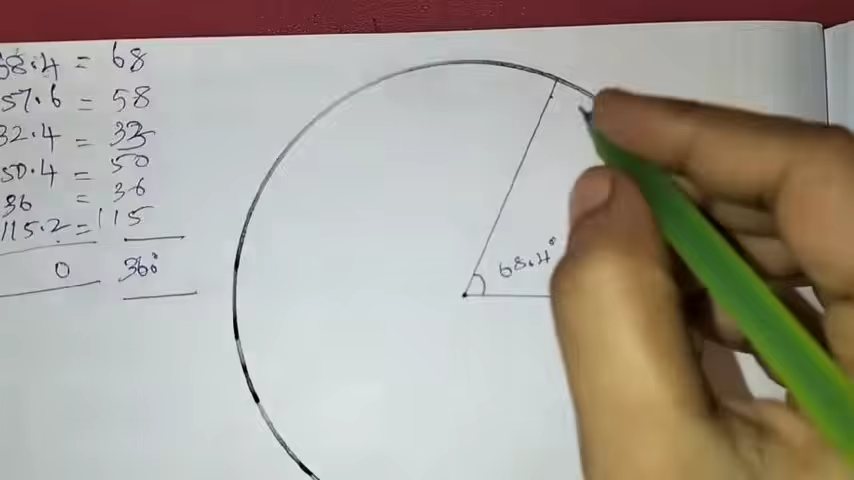 68.4 = 68
57.6 = 58
32.4 = 33
50.4 = 50
36 = 36
115.2 = 115
0 360°
68.4°